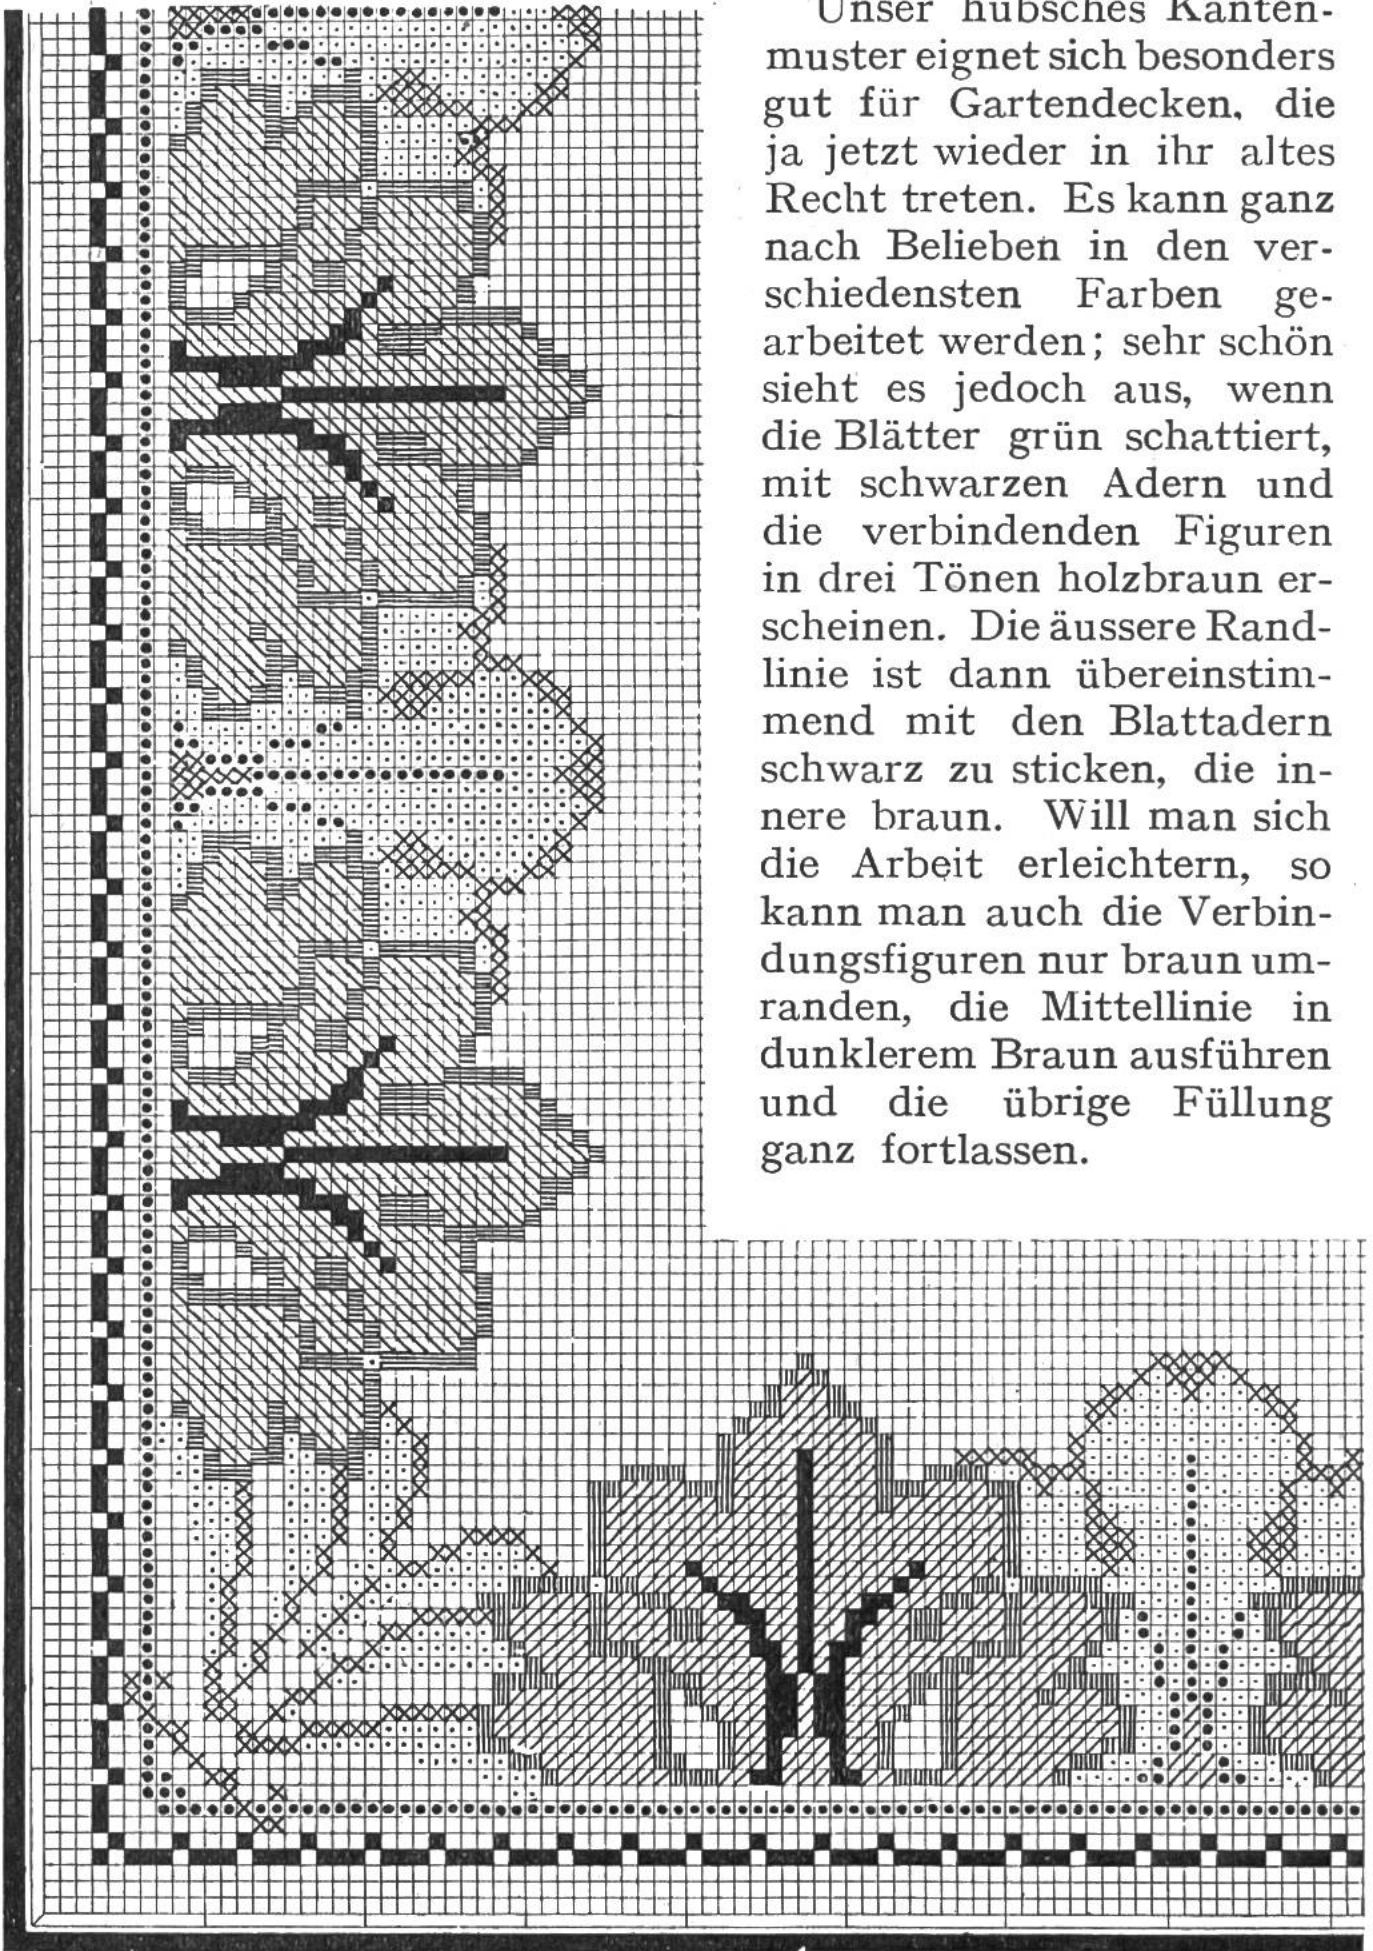 Unser hübsches Kanten-
muster eignet sich besonders
gut für Gartendecken, die
ja jetzt wieder in ihr altes
Recht treten. Es kann ganz
nach Belieben in den ver-
schiedensten Farben ge-
arbeitet werden; sehr schön
sieht es jedoch aus, wenn
die Blätter grün schattiert,
mit schwarzen Adern und
die verbindenden Figuren
in drei Tönen holzbraun er-
scheinen. Die äussere Rand-
linie ist dann übereinstim-
mend mit den Blattadern
schwarz zu sticken, die in-
nere braun. Will man sich
die Arbeit erleichtern, so
kann man auch die Verbin-
dungsfiguren nur braun um-
randen, die Mittellinie in
dunklerem Braun ausführen
und die übrige Füllung
ganz fortlassen.